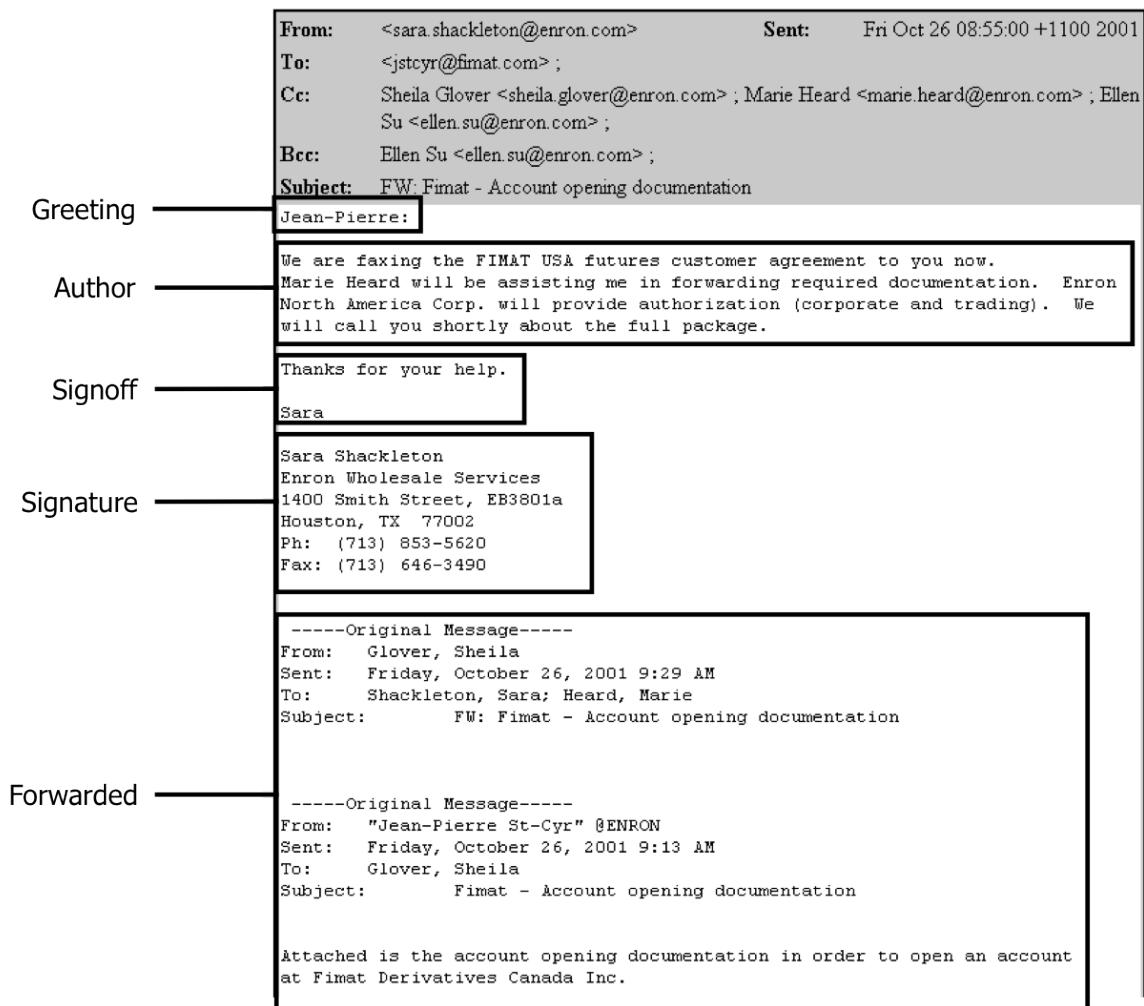 From: <sara.shackleton@enron.com> Sent: Fri Oct 26 08:55:00 +1100 2001
To: <jstcyr@fimat.com> ;
Cc: Sheila Glover <sheila.glover@enron.com> ; Marie Heard <marie.heard@enron.com> ; Ellen
Su <ellen.su@enron.com> ;
Bcc: Ellen Su <ellen.su@enron.com> ;
Subject: FW: Fimat - Account opening documentation
Greeting
Jean-Pierre:
Author
We are faxing the FIMAT USA futures customer agreement to you now.
Marie Heard will be assisting me in forwarding required documentation. Enron
North America Corp. will provide authorization (corporate and trading). We
will call you shortly about the full package.
Signoff
Thanks for your help.
Sara
Signature
Sara Shackleton
Enron Wholesale Services
1400 Smith Street, EB3801a
Houston, TX 77002
Ph: (713) 853-5620
Fax: (713) 646-3490
Forwarded
-----Original Message-----
From: Glover, Sheila
Sent: Friday, October 26, 2001 9:29 AM
To: Shackleton, Sara; Heard, Marie
Subject: FW: Fimat - Account opening documentation
-----Original Message-----
From: "Jean-Pierre St-Cyr" @ENRON
Sent: Friday, October 26, 2001 9:13 AM
To: Glover, Sheila
Subject: Fimat - Account opening documentation
Attached is the account opening documentation in order to open an account
at Fimat Derivatives Canada Inc.